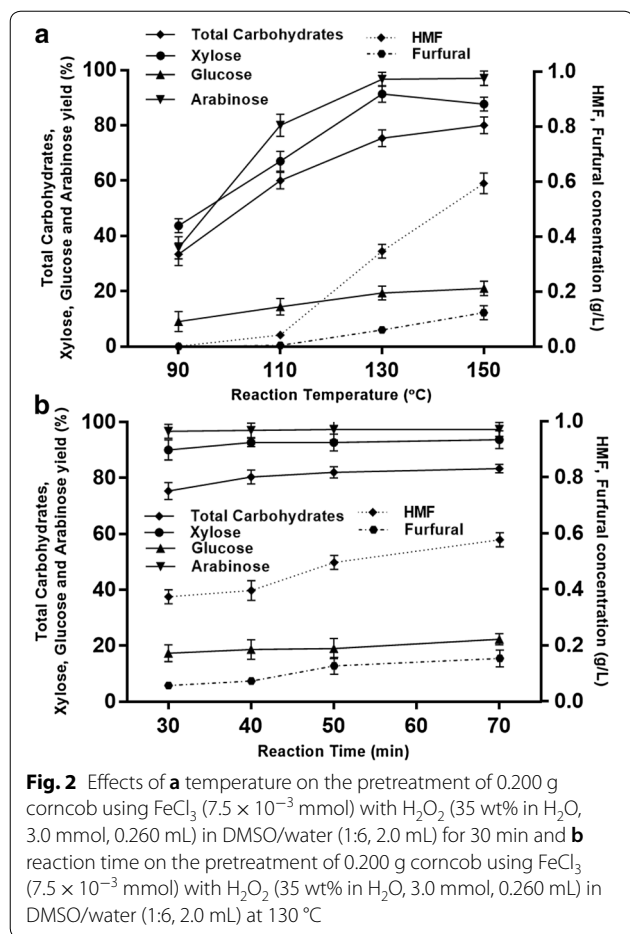 a
Total Carbohydrates
Xylose
Glucose
Arabinose
HMF
Furfural
Total Carbohydrates,
Xylose, Glucose and Arabinose yield (%)
100
80
60
40
20
0
1.0
0.8
0.6
0.4
0.2
0.0
HMF, Furfural concentration (g/L)
90 110 130 150
Reaction Temperature (°C)
b
Total Carbohydrates,
Xylose, Glucose and Arabinose yield (%)
100
80
60
40
20
0
Total Carbohydrates
Xylose
Glucose
Arabinose
HMF
Furfural
1.0
0.8
0.6
0.4
0.2
0.0
HMF, Furfural concentration (g/L)
30 40 50 60 70
Reaction Time (min)
Fig. 2 Effects of a temperature on the pretreatment of 0.200 g
corncob using FeCl₃ (7.5 × 10⁻³ mmol) with H₂O₂ (35 wt% in H₂O,
3.0 mmol, 0.260 mL) in DMSO/water (1:6, 2.0 mL) for 30 min and b
reaction time on the pretreatment of 0.200 g corncob using FeCl₃
(7.5 × 10⁻³ mmol) with H₂O₂ (35 wt% in H₂O, 3.0 mmol, 0.260 mL) in
DMSO/water (1:6, 2.0 mL) at 130 °C